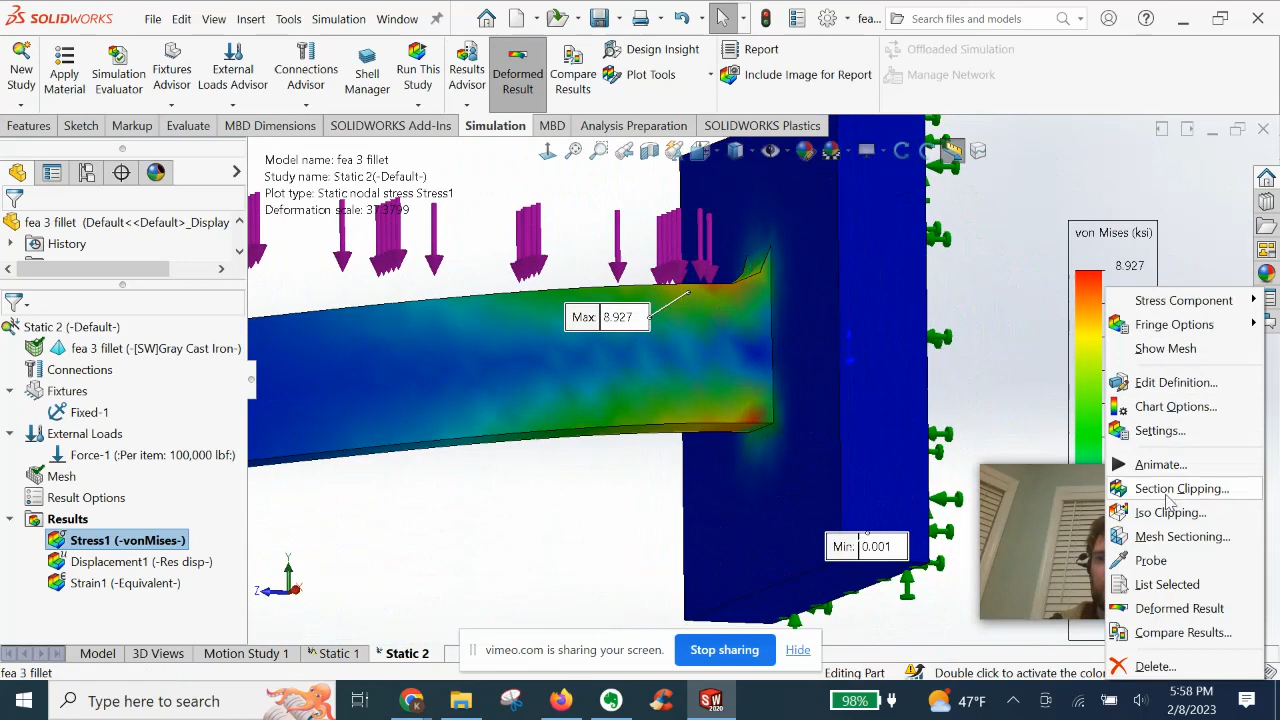 SOLIDWORKS
File Edit View Insert Tools Simulation Window
fea...
Search files and models
New Study
Apply Material
Simulation Evaluator
Fixtures Advisor
External Loads Advisor
Connections Advisor
Shell Manager
Run This Study
Results Advisor
Deformed Result
Compare Results
Design Insight
Plot Tools
Report
Include Image for Report
Offloaded Simulation
Manage Network
Features Sketch Markup Evaluate MBD Dimensions SOLIDWORKS Add-Ins Simulation MBD Analysis Preparation SOLIDWORKS Plastics
Model name: fea 3 fillet
Study name: Static 2(-Default-)
Plot type: Static nodal stress Stress1
Deformation scale: 37.3799
fea 3 fillet (Default<<Default>_Display
History
Static 2 (-Default-)
fea 3 fillet (-[SW]Gray Cast Iron-)
Connections
Fixtures
Fixed-1
External Loads
Force-1 (:Per item: 100,000 lbf:)
Mesh
Result Options
Results
Stress1 (-vonMises-)
Displacement1 (-Res disp-)
Strain1 (-Equivalent-)
Max: 8.927
Min: 0.001
Y
Z
von Mises (ksi)
8.927
Stress Component
Fringe Options
Show Mesh
Edit Definition...
Chart Options...
Settings...
Animate...
Section Clipping...
Iso Clipping...
Mesh Sectioning...
Probe
List Selected
Deformed Result
Compare Results...
Delete...
Model 3D Views Motion Study 1 Static 1 Static 2
vimeo.com is sharing your screen. Stop sharing Hide
fea 3 fillet
Editing Part
Double click to activate the colo
Type here to search
SW
2020
98%
47°F
5:58 PM
2/8/2023